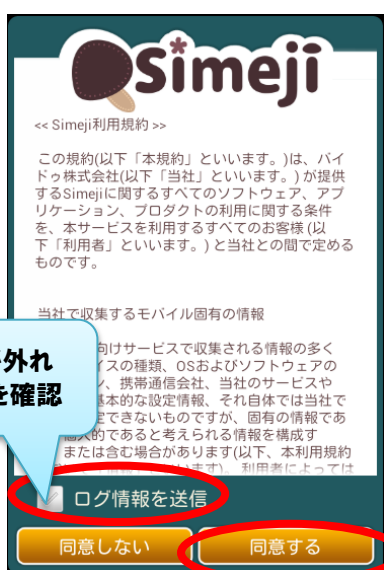 Simeji
<< Simeji利用規約 >>
この規約(以下「本規約」といいます。)は、バイ
ドゥ株式会社(以下「当社」といいます。) が提供
するSimejiに関するすべてのソフトウェア、アプ
リケーション、プロダクトの利用に関する条件
を、本サービスを利用するすべてのお客様 (以
下「利用者」といいます。) と当社との間で定める
ものです。
当社で収集するモバイル固有の情報
向けサービスで収集される情報の多く
イスの種類、OSおよびソフトウェアの
ン、携帯通信会社、当社のサービスや
基本的な設定情報、それ自体では当社で
定できないものですが、固有の情報であ
個人的であると考えられる情報を構成す
または含む場合があります(以下、本利用規約
います)。 利用者によっては
外れ
を確認
ログ情報を送信
同意しない
同意する